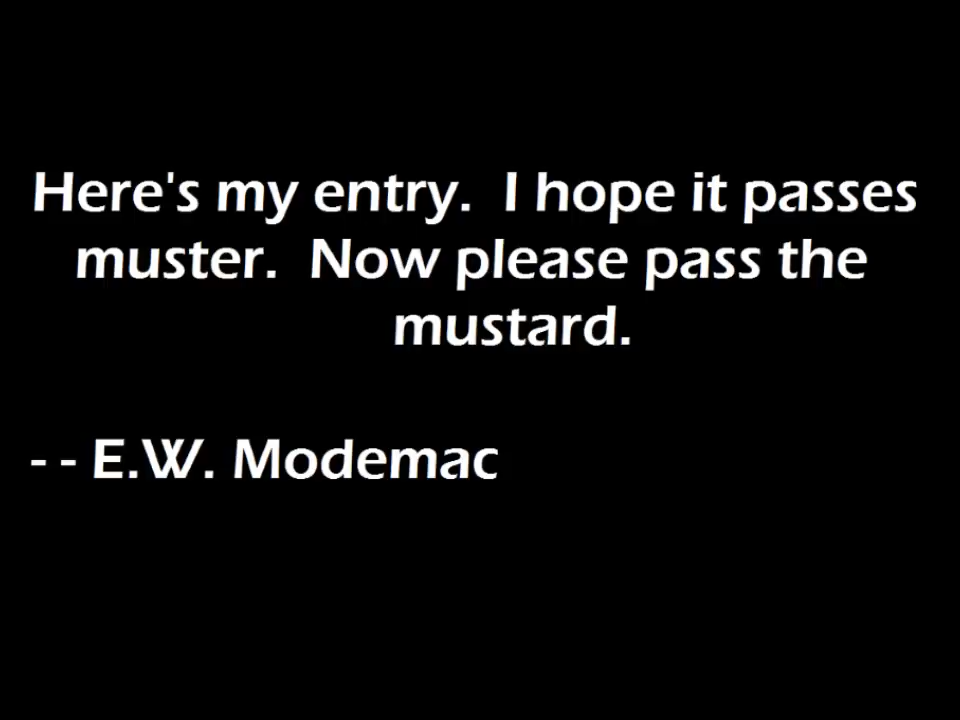 Here's my entry.  I hope it passes
muster.  Now please pass the
mustard.
-- E.W. Modemac